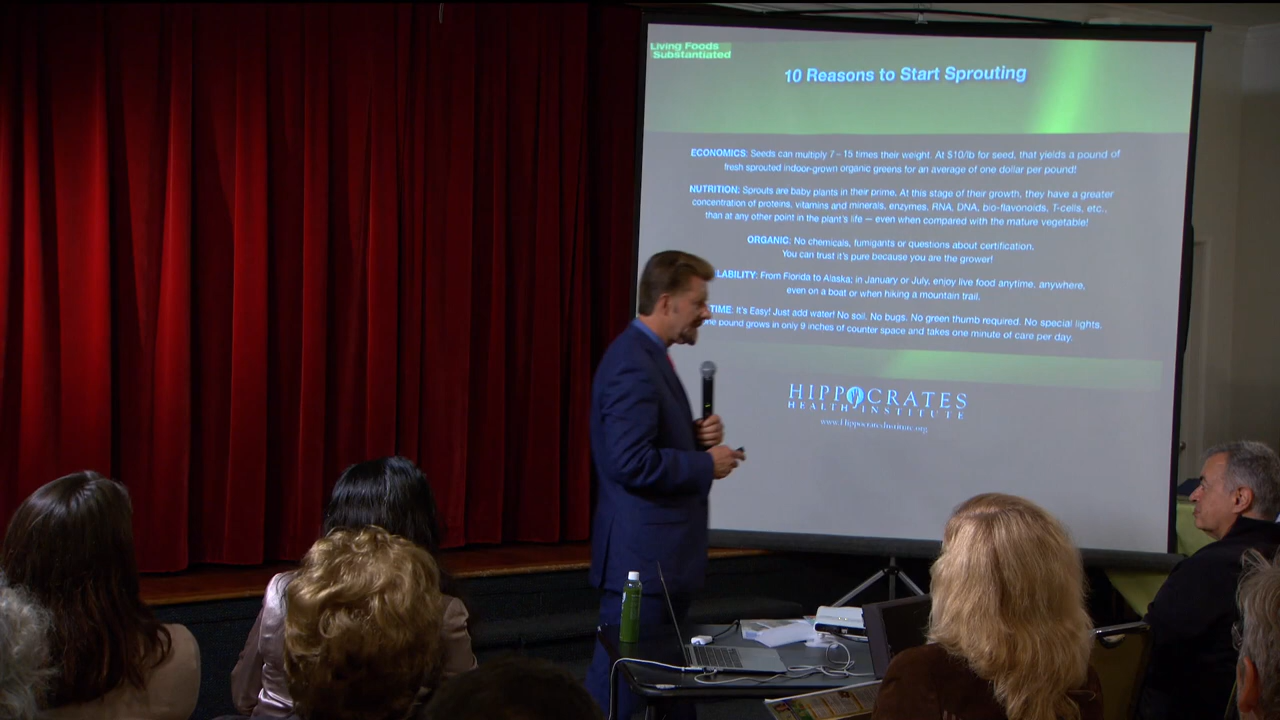 Living Foods
Substantiated
10 Reasons to Start Sprouting
ECONOMICS: Seeds can multiply 7 – 15 times their weight. At $10/lb for seed, that yields a pound of
fresh sprouted indoor-grown organic greens for an average of one dollar per pound!
NUTRITION: Sprouts are baby plants in their prime. At this stage of their growth, they have a greater
concentration of proteins, vitamins and minerals, enzymes, RNA, DNA, bio-flavonoids, T-cells, etc.,
than at any other point in the plant's life — even when compared with the mature vegetable!
ORGANIC: No chemicals, fumigants or questions about certification.
You can trust it's pure because you are the grower!
LABILITY: From Florida to Alaska; in January or July, enjoy live food anytime, anywhere,
even on a boat or when hiking a mountain trail.
TIME: It's Easy! Just add water! No soil. No bugs. No green thumb required. No special lights.
ne pound grows in only 9 inches of counter space and takes one minute of care per day.
HIPPOCRATES
HEALTH INSTITUTE
www.HippocratesInstitute.org